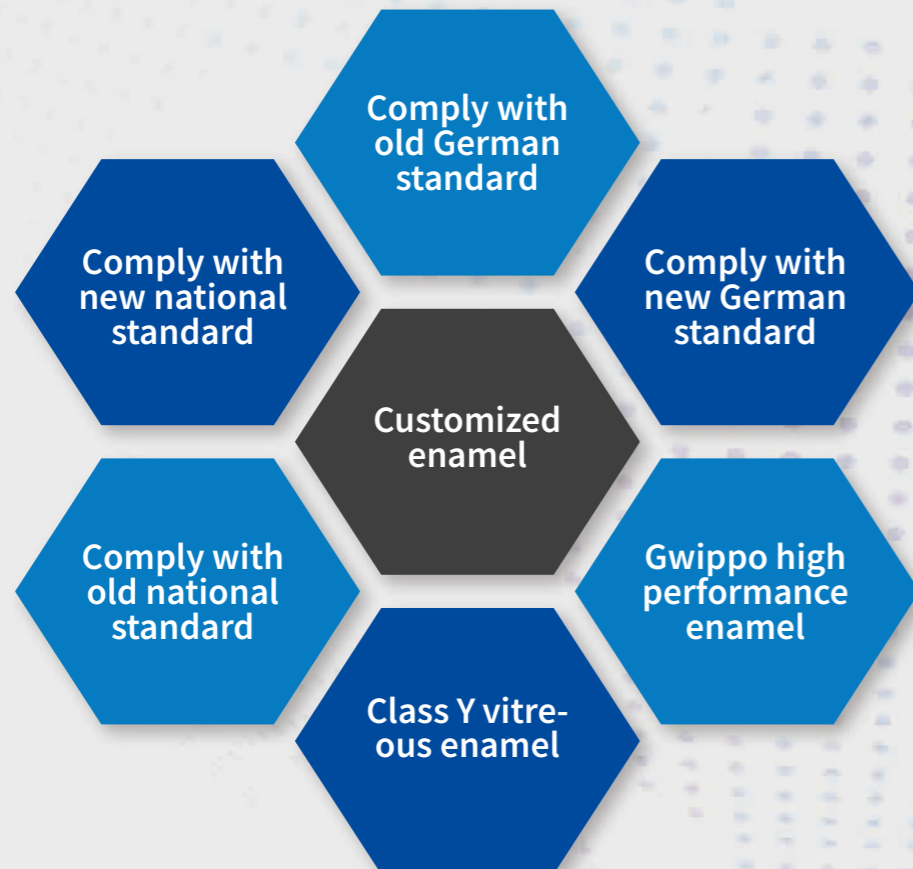 Comply with
old German
standard
Comply with
new national
standard
Comply with
new German
standard
Customized
enamel
Comply with
old national
standard
Gwippo high
performance
enamel
Class Y vitre-
ous enamel